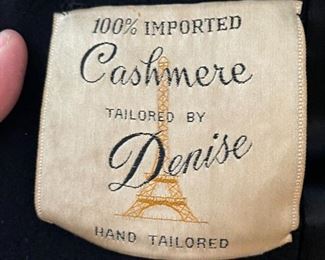 100% IMPORTED
Cashmere
TAILORED BY
Denise
HAND TAILORED